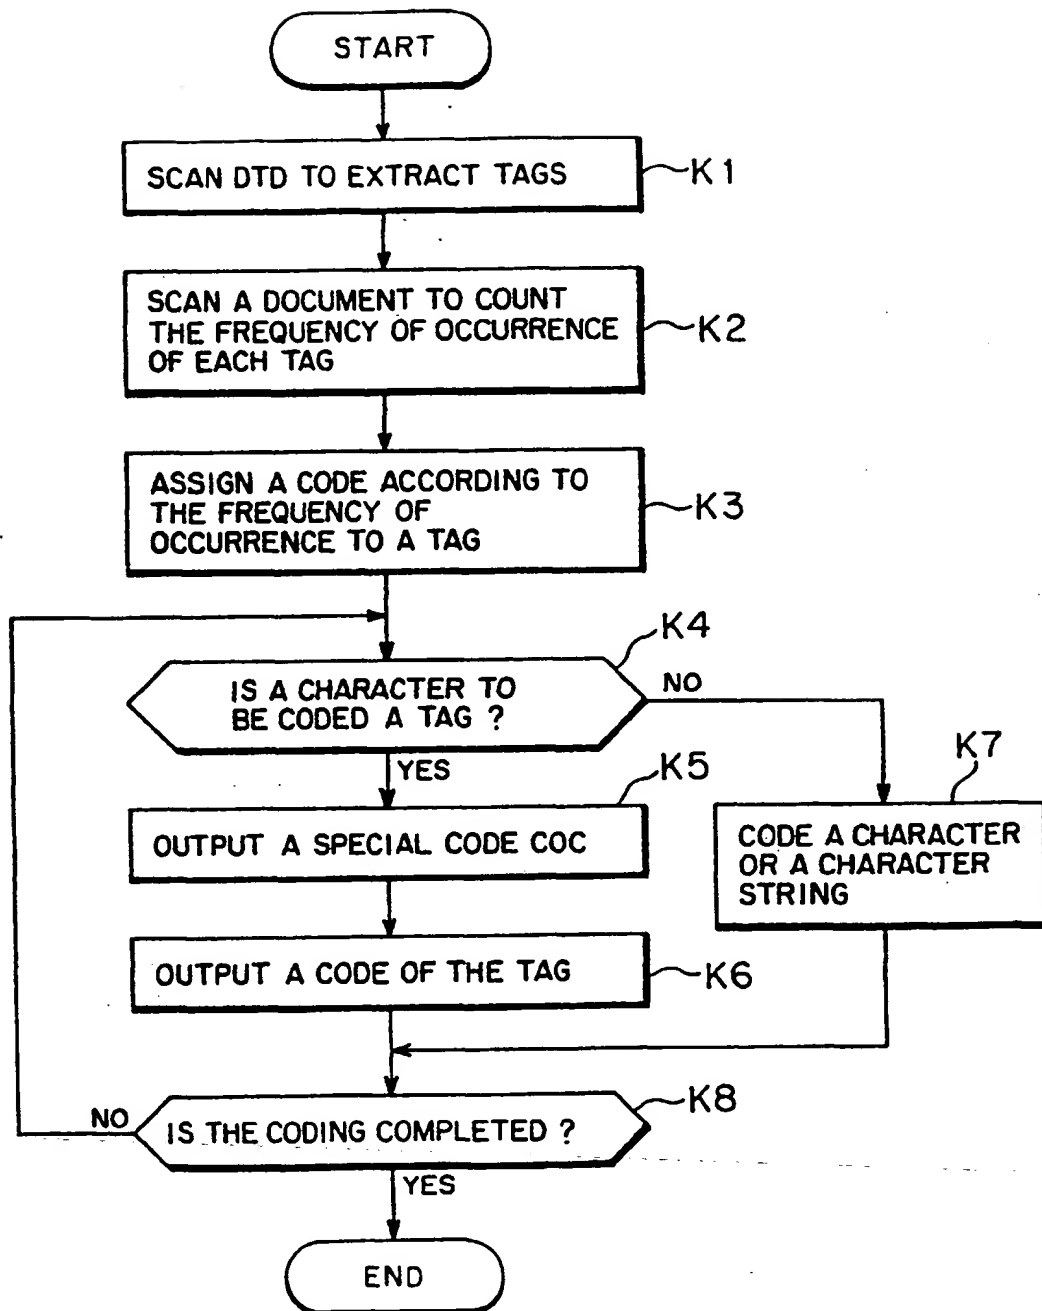 START
SCAN DTD TO EXTRACT TAGS
K1
SCAN A DOCUMENT TO COUNT
THE FREQUENCY OF OCCURRENCE
OF EACH TAG
K2
ASSIGN A CODE ACCORDING TO
THE FREQUENCY OF
OCCURRENCE TO A TAG
K3
K4
IS A CHARACTER TO
BE CODED A TAG ?
NO
YES
K5
OUTPUT A SPECIAL CODE COC
K7
CODE A CHARACTER
OR A CHARACTER
STRING
OUTPUT A CODE OF THE TAG
K6
K8
NO
IS THE CODING COMPLETED ?
YES
END